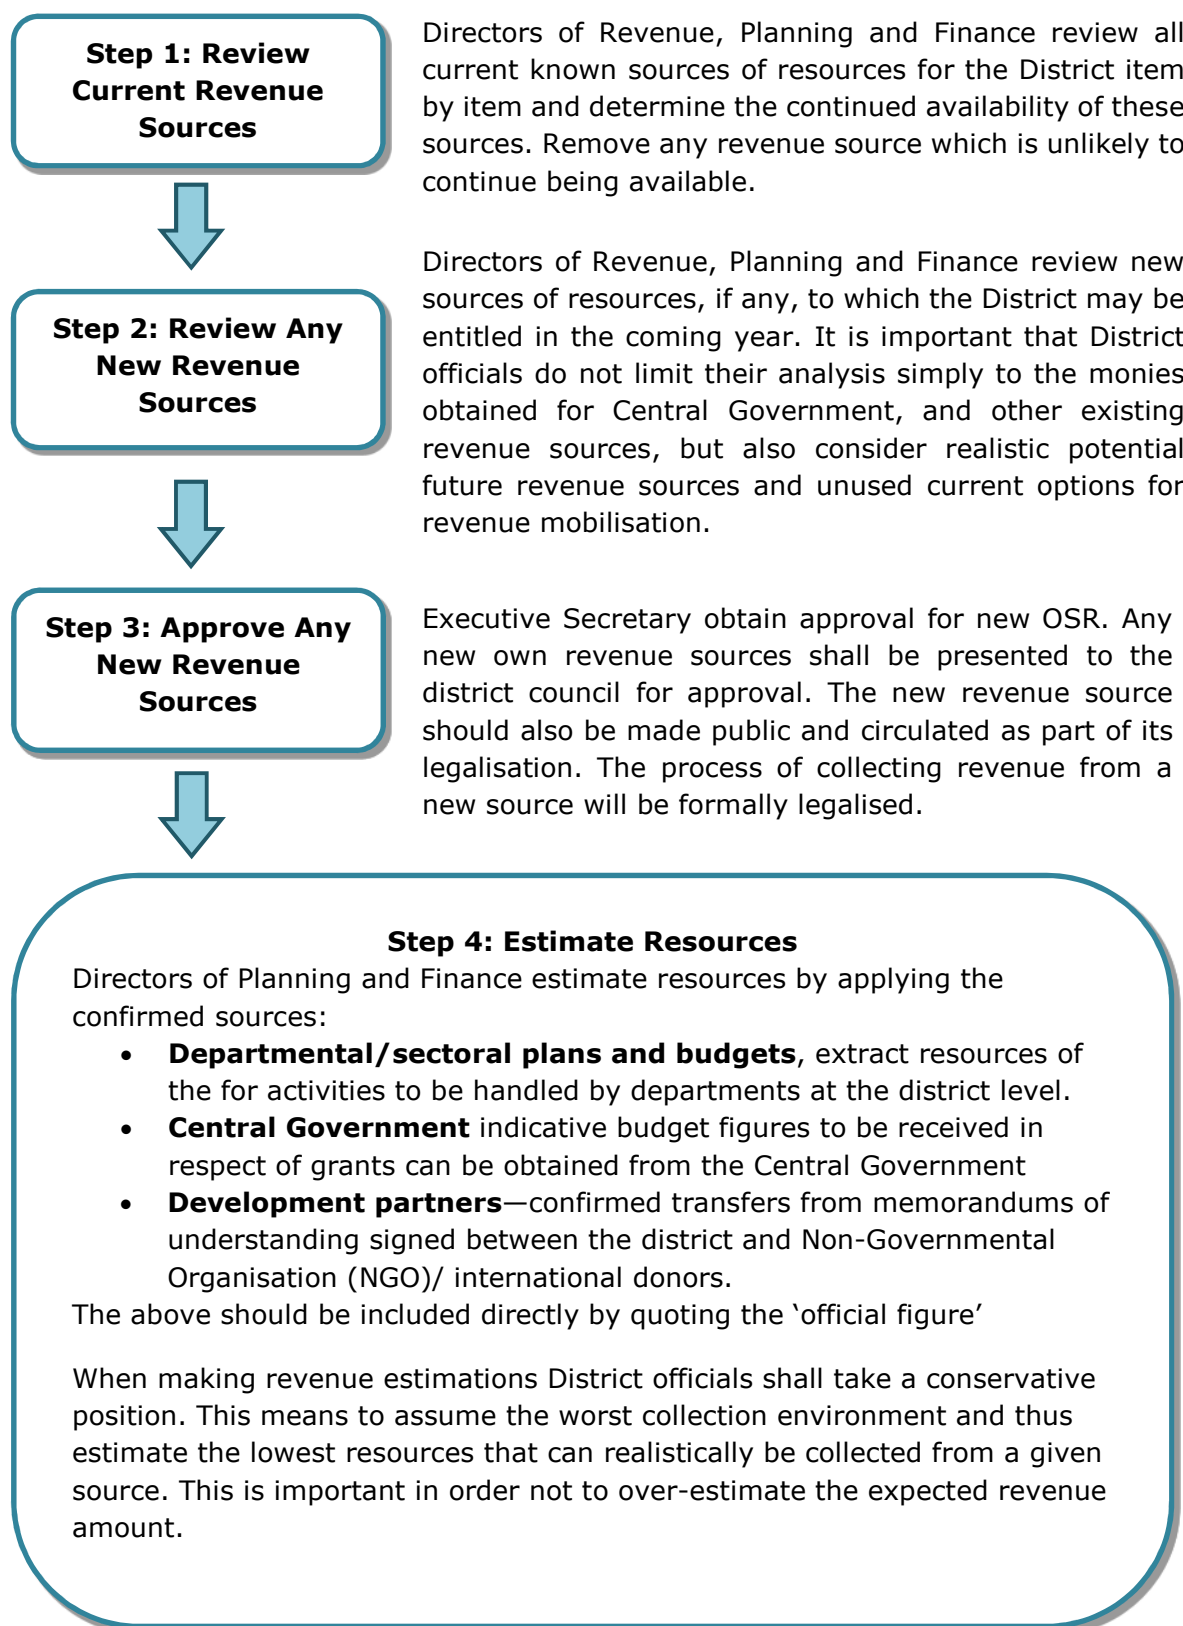 Step 1: Review
Current Revenue
Sources
Directors of Revenue, Planning and Finance review all
current known sources of resources for the District item
by item and determine the continued availability of these
sources. Remove any revenue source which is unlikely to
continue being available.
Step 2: Review Any
New Revenue
Sources
Directors of Revenue, Planning and Finance review new
sources of resources, if any, to which the District may be
entitled in the coming year. It is important that District
officials do not limit their analysis simply to the monies
obtained for Central Government, and other existing
revenue sources, but also consider realistic potential
future revenue sources and unused current options for
revenue mobilisation.
Step 3: Approve Any
New Revenue
Sources
Executive Secretary obtain approval for new OSR. Any
new own revenue sources shall be presented to the
district council for approval. The new revenue source
should also be made public and circulated as part of its
legalisation. The process of collecting revenue from a
new source will be formally legalised.
Step 4: Estimate Resources
Directors of Planning and Finance estimate resources by applying the
confirmed sources:
• Departmental/sectoral plans and budgets, extract resources of
the for activities to be handled by departments at the district level.
• Central Government indicative budget figures to be received in
respect of grants can be obtained from the Central Government
• Development partners—confirmed transfers from memorandums of
understanding signed between the district and Non-Governmental
Organisation (NGO)/ international donors.
The above should be included directly by quoting the ‘official figure’
When making revenue estimations District officials shall take a conservative
position. This means to assume the worst collection environment and thus
estimate the lowest resources that can realistically be collected from a given
source. This is important in order not to over-estimate the expected revenue
amount.